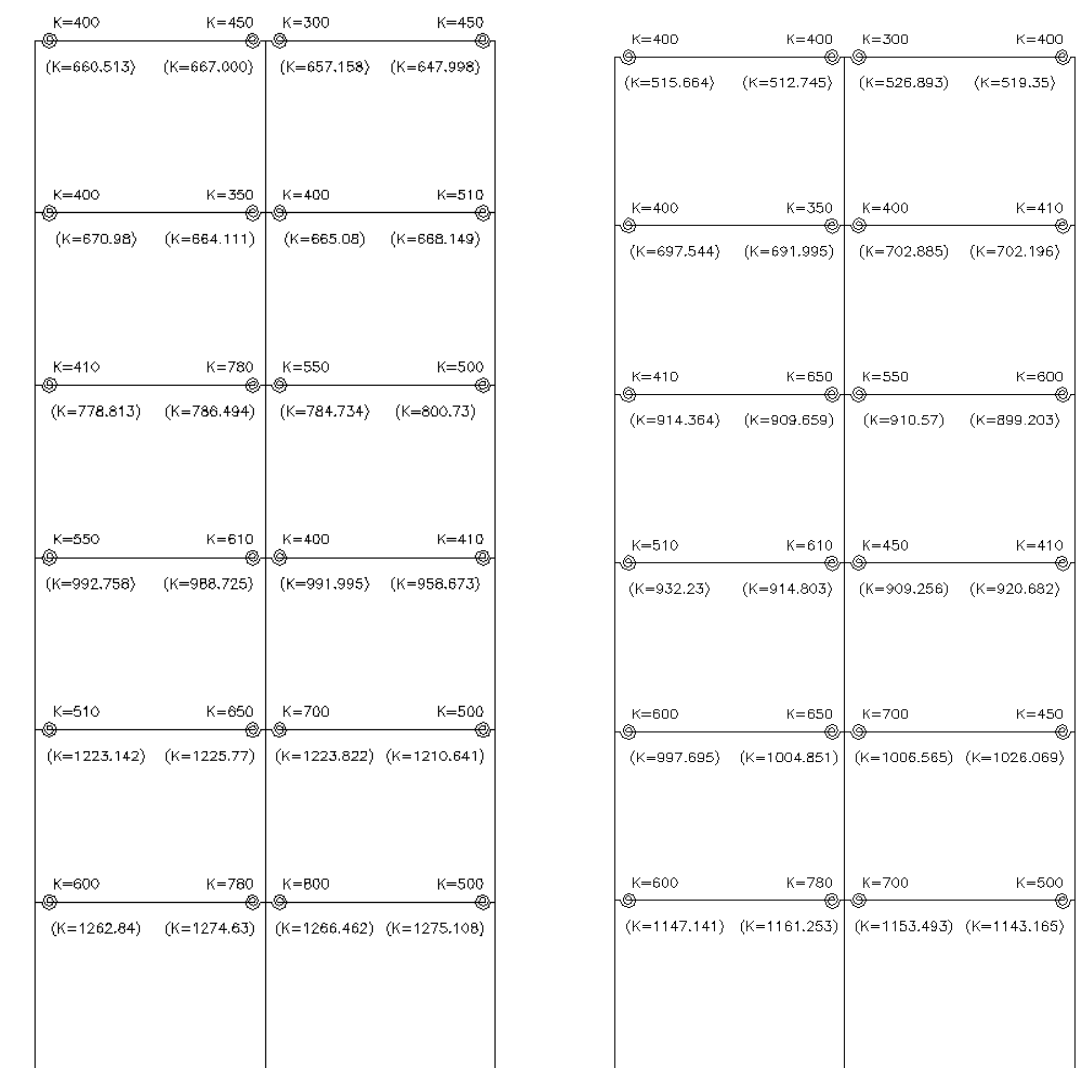 K=400 K=450 K=300 K=450
(K=660.513) (K=667.000) (K=657.158) (K=647.998)
K=400 K=350 K=400 K=510
(K=670.98) (K=664.111) (K=665.08) (K=668.149)
K=410 K=780 K=550 K=500
(K=778.813) (K=786.494) (K=784.734) (K=800.73)
K=550 K=610 K=400 K=410
(K=992.758) (K=988.725) (K=991.995) (K=958.673)
K=510 K=650 K=700 K=500
(K=1223.142) (K=1225.77) (K=1223.822) (K=1210.641)
K=600 K=780 K=800 K=500
(K=1262.84) (K=1274.63) (K=1266.462) (K=1275.108)
K=400 K=400 K=300 K=400
(K=515.664) (K=512.745) (K=526.893) (K=519.35)
K=400 K=350 K=400 K=410
(K=697.544) (K=691.995) (K=702.885) (K=702.196)
K=410 K=650 K=550 K=600
(K=914.364) (K=909.659) (K=910.57) (K=899.203)
K=510 K=610 K=450 K=410
(K=932.23) (K=914.803) (K=909.256) (K=920.682)
K=600 K=650 K=700 K=450
(K=997.695) (K=1004.851) (K=1006.565) (K=1026.069)
K=600 K=780 K=700 K=500
(K=1147.141) (K=1161.253) (K=1153.493) (K=1143.165)